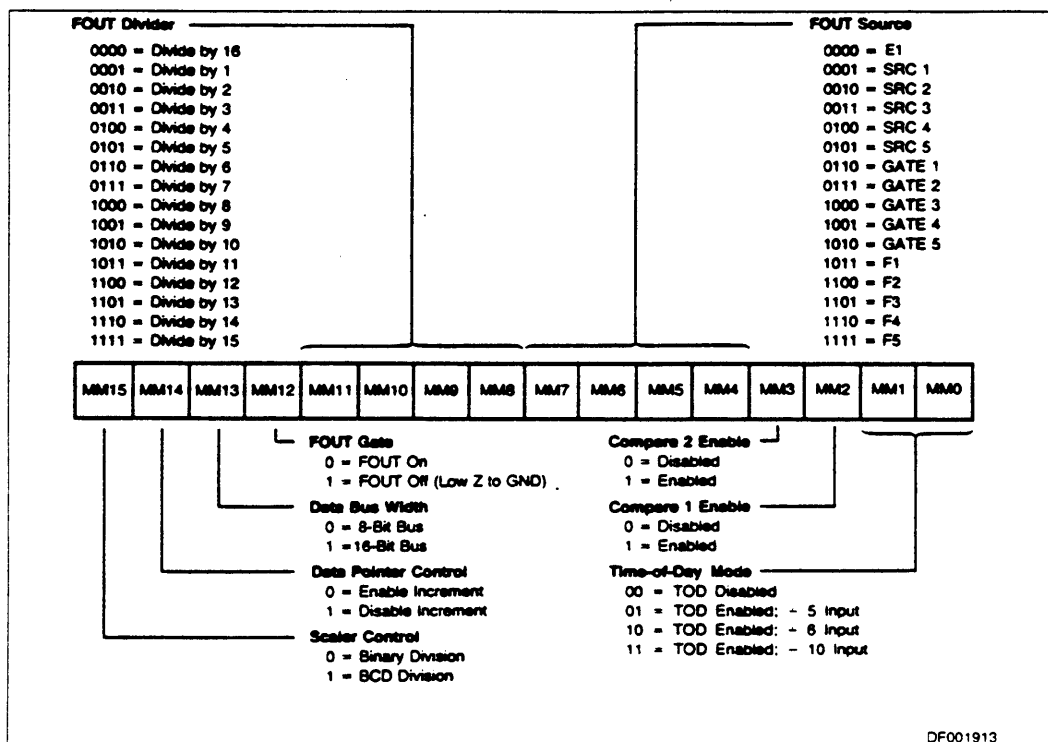 FOUT Divider
0000 = Divide by 16
0001 = Divide by 1
0010 = Divide by 2
0011 = Divide by 3
0100 = Divide by 4
0101 = Divide by 5
0110 = Divide by 6
0111 = Divide by 7
1000 = Divide by 8
1001 = Divide by 9
1010 = Divide by 10
1011 = Divide by 11
1100 = Divide by 12
1101 = Divide by 13
1110 = Divide by 14
1111 = Divide by 15
FOUT Source
0000 = E1
0001 = SRC 1
0010 = SRC 2
0011 = SRC 3
0100 = SRC 4
0101 = SRC 5
0110 = GATE 1
0111 = GATE 2
1000 = GATE 3
1001 = GATE 4
1010 = GATE 5
1011 = F1
1100 = F2
1101 = F3
1110 = F4
1111 = F5
MM15 MM14 MM13 MM12 MM11 MM10 MM9 MM8 MM7 MM6 MM5 MM4 MM3 MM2 MM1 MM0
FOUT Gate
0 = FOUT On
1 = FOUT Off (Low Z to GND)
Data Bus Width
0 = 8-Bit Bus
1 =16-Bit Bus
Data Pointer Control
0 = Enable Increment
1 = Disable Increment
Scaler Control
0 = Binary Division
1 = BCD Division
Compare 2 Enable
0 = Disabled
1 = Enabled
Compare 1 Enable
0 = Disabled
1 = Enabled
Time-of-Day Mode
00 = TOD Disabled
01 = TOD Enabled: - 5 Input
10 = TOD Enabled: - 6 Input
11 = TOD Enabled: - 10 Input
DF001913